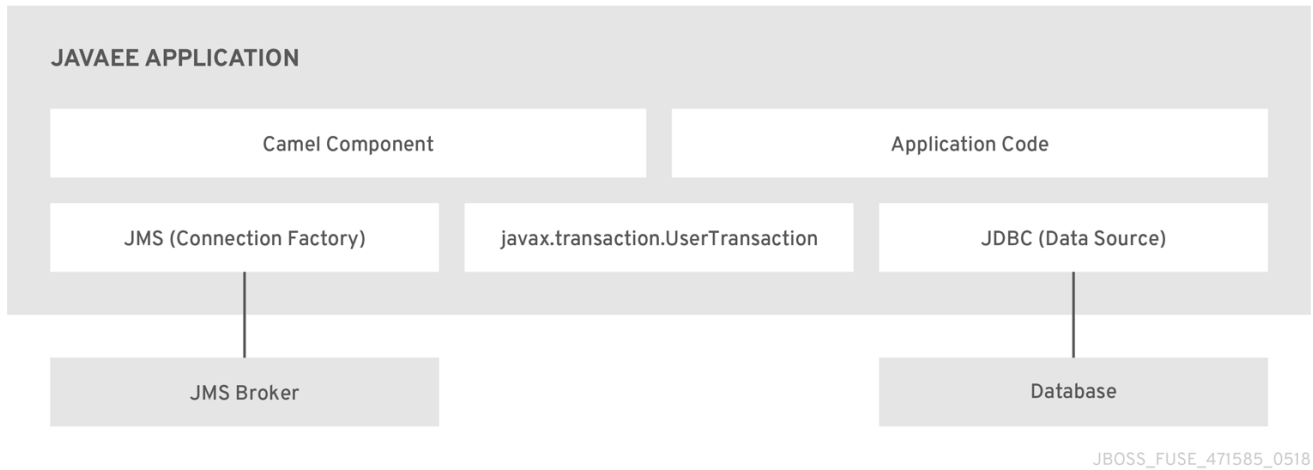 JAVAEE APPLICATION
Camel Component
Application Code
JMS (Connection Factory)
javax.transaction.UserTransaction
JDBC (Data Source)
JMS Broker
Database
JBOSS_FUSE_471585_0518